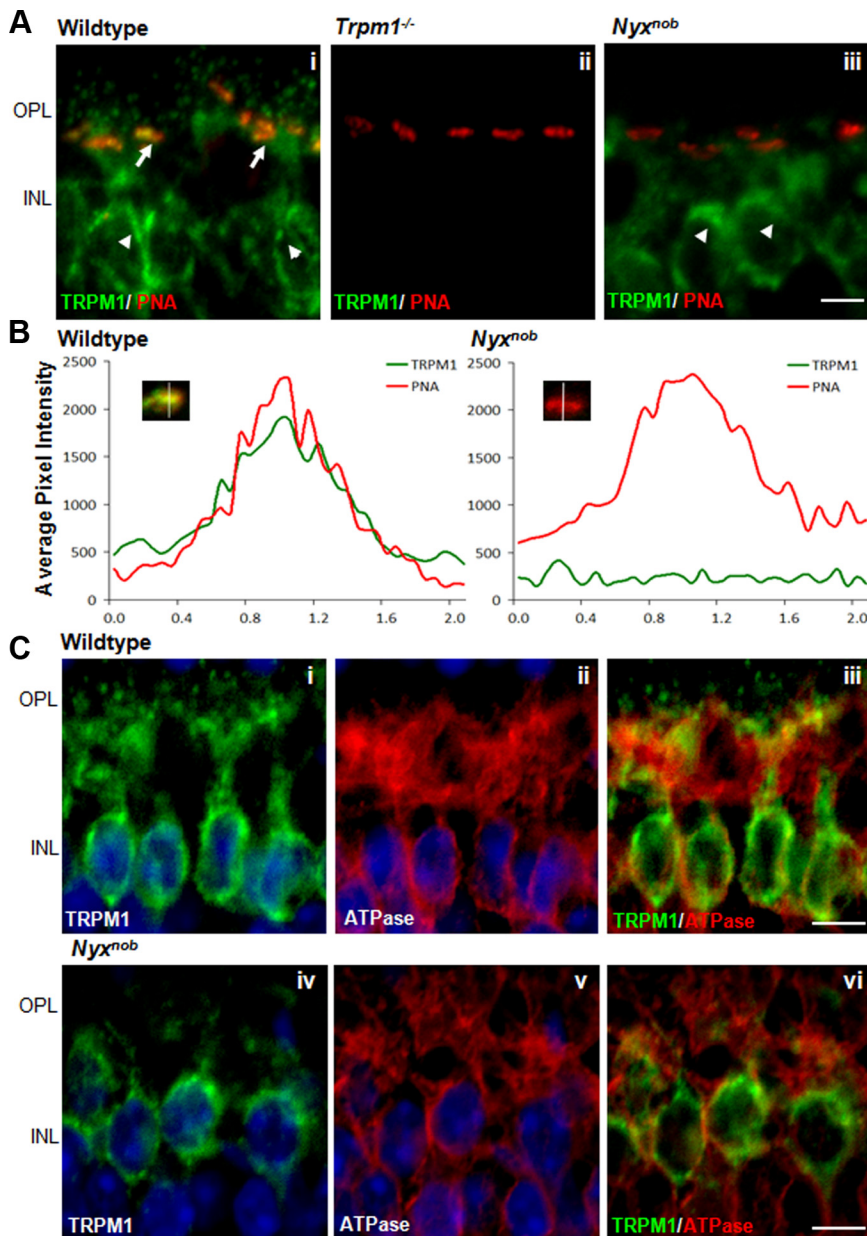 A
Wildtype
Trpm1-/-
Nyxnob
i
ii
iii
OPL
INL
TRPM1/ PNA
TRPM1/ PNA
TRPM1/ PNA
B
Wildtype
Nyxnob
Average Pixel Intensity
2500
2000
1500
1000
500
0
0.0 0.4 0.8 1.2 1.6 2.0
TRPM1
PNA
2500
2000
1500
1000
500
0
0.0 0.4 0.8 1.2 1.6 2.0
TRPM1
PNA
C
Wildtype
i
ii
iii
OPL
INL
TRPM1
ATPase
TRPM1/ATPase
Nyxnob
iv
v
vi
OPL
INL
TRPM1
ATPase
TRPM1/ATPase